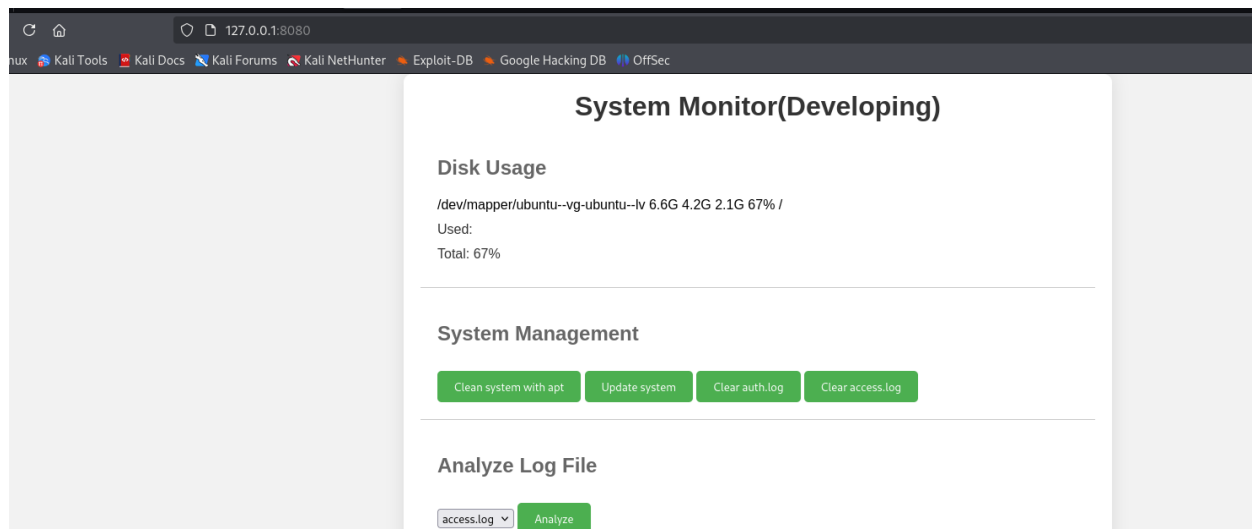 127.0.0.1:8080
nux Kali Tools Kali Docs Kali Forums Kali NetHunter Exploit-DB Google Hacking DB OffSec
System Monitor(Developing)
Disk Usage
/dev/mapper/ubuntu--vg-ubuntu--lv 6.6G 4.2G 2.1G 67% /
Used:
Total: 67%
System Management
Clean system with apt Update system Clear auth.log Clear access.log
Analyze Log File
access.log Analyze